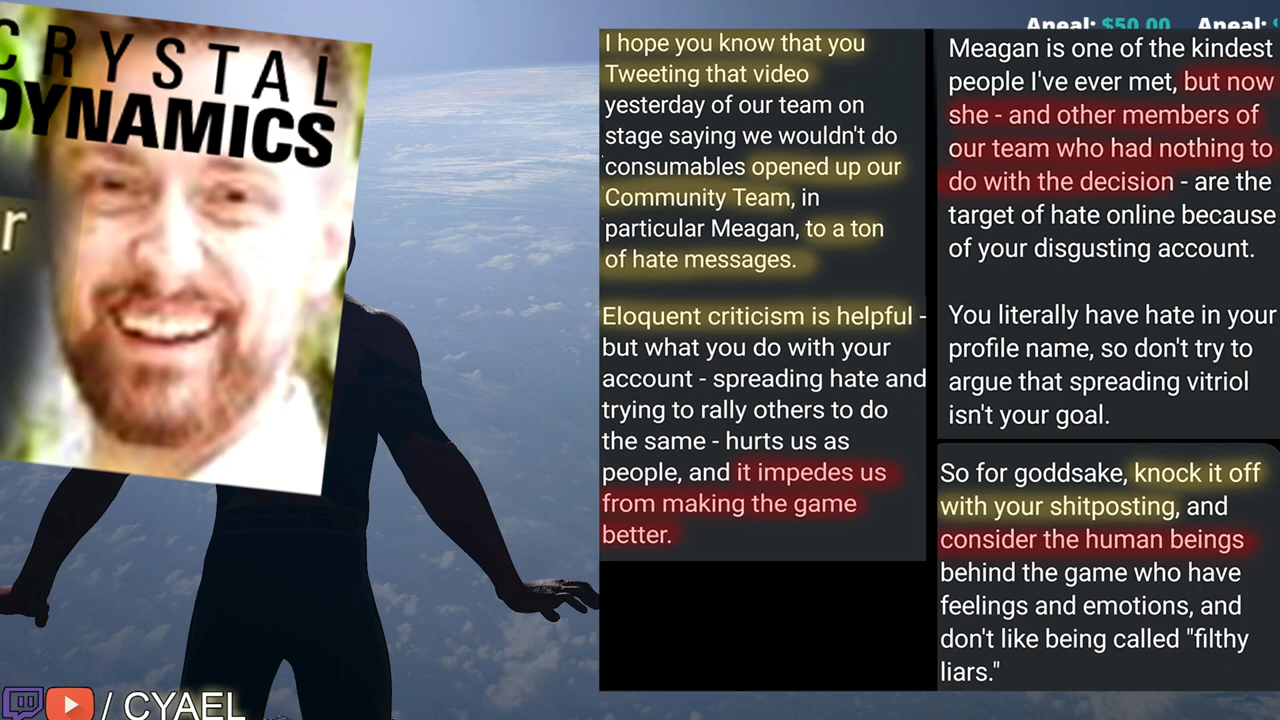 CRYSTAL
DYNAMICS
r
Aneal: $50.00 Aneal:
I hope you know that you
Tweeting that video
yesterday of our team on
stage saying we wouldn't do
consumables opened up our
Community Team, in
particular Meagan, to a ton
of hate messages.
Eloquent criticism is helpful -
but what you do with your
account - spreading hate and
trying to rally others to do
the same - hurts us as
people, and it impedes us
from making the game
better.
Meagan is one of the kindest
people I've ever met, but now
she - and other members of
our team who had nothing to
do with the decision - are the
target of hate online because
of your disgusting account.
You literally have hate in your
profile name, so don't try to
argue that spreading vitriol
isn't your goal.
So for goddsake, knock it off
with your shitposting, and
consider the human beings
behind the game who have
feelings and emotions, and
don't like being called "filthy
liars."
/ CYAEL